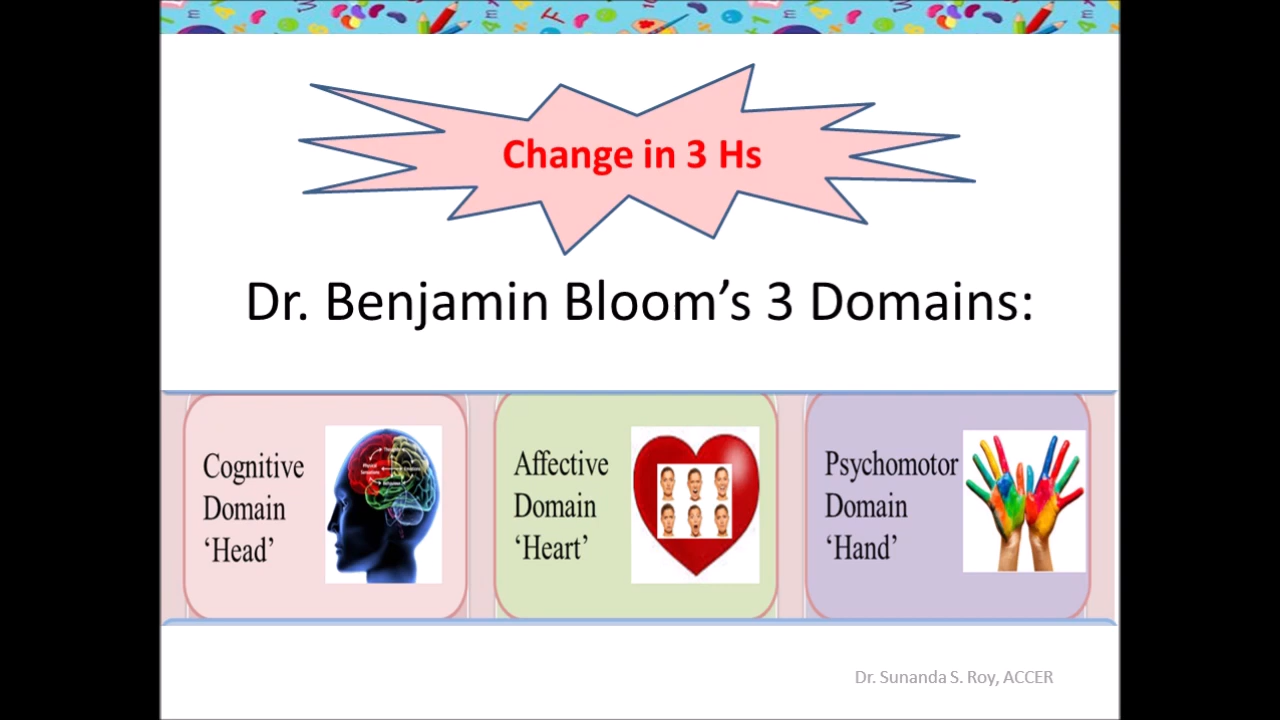 Change in 3 Hs
Dr. Benjamin Bloom’s 3 Domains:
Cognitive
Domain
‘Head’
Affective
Domain
‘Heart’
Psychomotor
Domain
‘Hand’
Dr. Sunanda S. Roy, ACCER